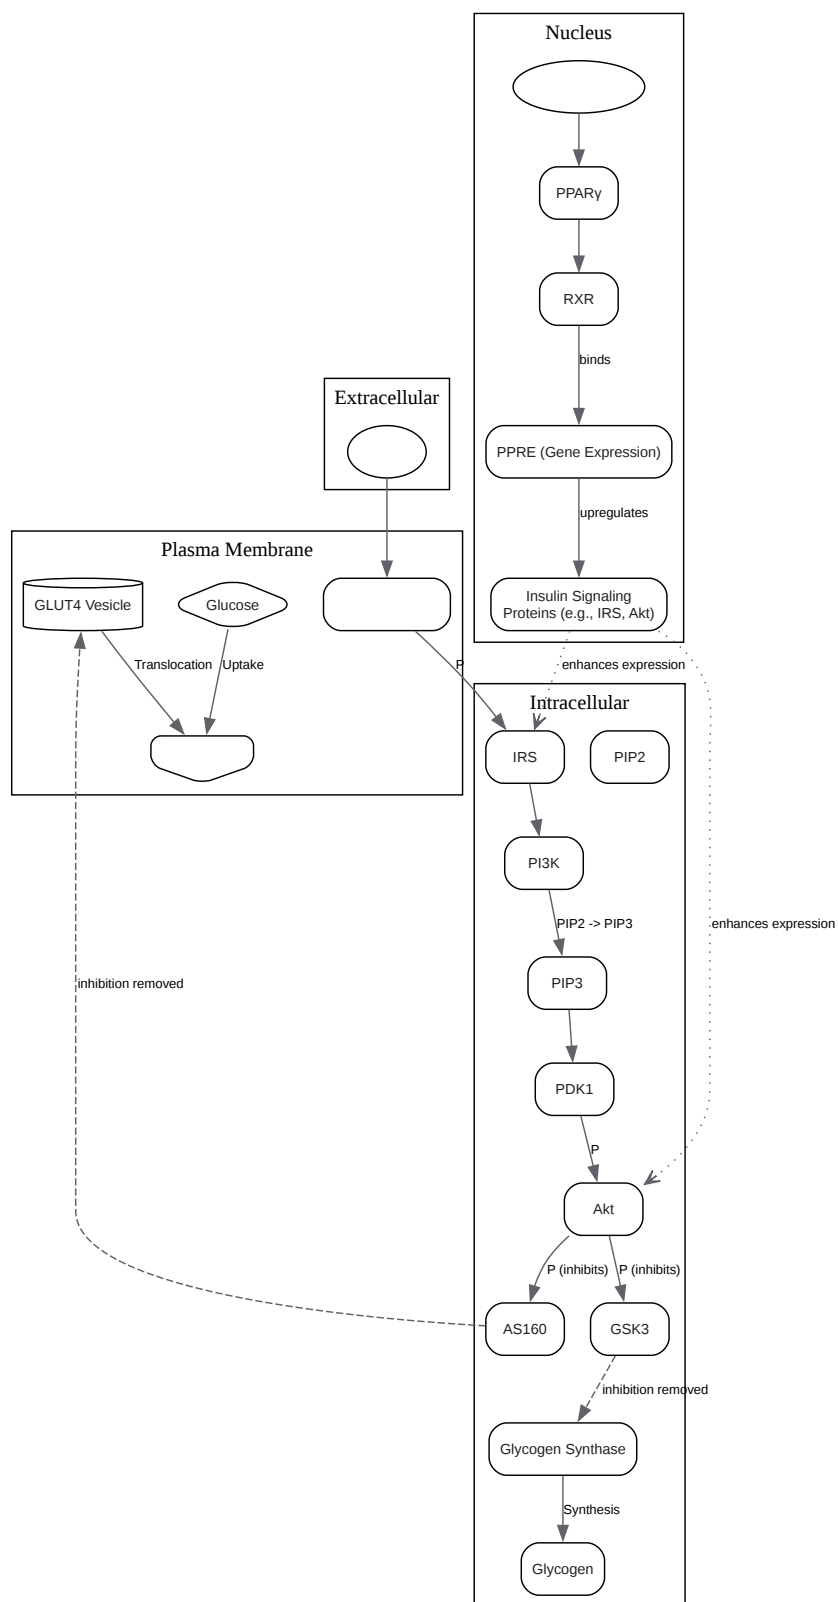 Nucleus
PPARγ
RXR
binds
Extracellular
PPRE (Gene Expression)
upregulates
Plasma Membrane
GLUT4 Vesicle
Glucose
Insulin Signaling
Proteins (e.g., IRS, Akt)
Translocation
Uptake
P
enhances expression
Intracellular
IRS
PIP2
PI3K
PIP2 -> PIP3
enhances expression
PIP3
inhibition removed
PDK1
P
Akt
P (inhibits)
P (inhibits)
AS160
GSK3
inhibition removed
Glycogen Synthase
Synthesis
Glycogen